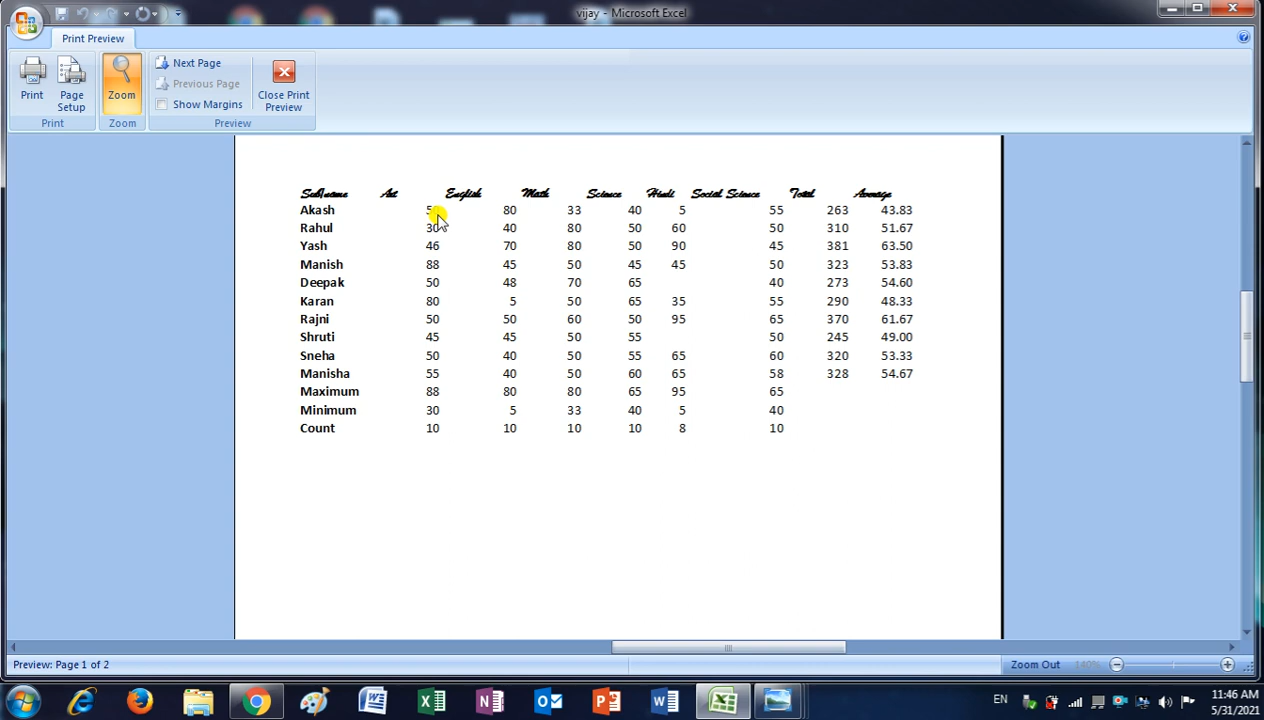 vijay - Microsoft Excel
Print Preview
Print
Page Setup
Zoom
Next Page
Previous Page
Show Margins
Close Print Preview
Print
Zoom
Preview
Sub\name Art English Math Science Hindi Social Science Total Average
Akash 80 33 40 5 55 263 43.83
Rahul 30 40 80 50 60 50 310 51.67
Yash 46 70 80 50 90 45 381 63.50
Manish 88 45 50 45 45 50 323 53.83
Deepak 50 48 70 65 40 273 54.60
Karan 80 5 50 65 35 55 290 48.33
Rajni 50 50 60 50 95 65 370 61.67
Shruti 45 45 50 55 50 245 49.00
Sneha 50 40 50 55 65 60 320 53.33
Manisha 55 40 50 60 65 58 328 54.67
Maximum 88 80 80 65 95 65
Minimum 30 5 33 40 5 40
Count 10 10 10 10 8 10
Preview: Page 1 of 2
Zoom Out 140%
EN
11:46 AM
5/31/2021